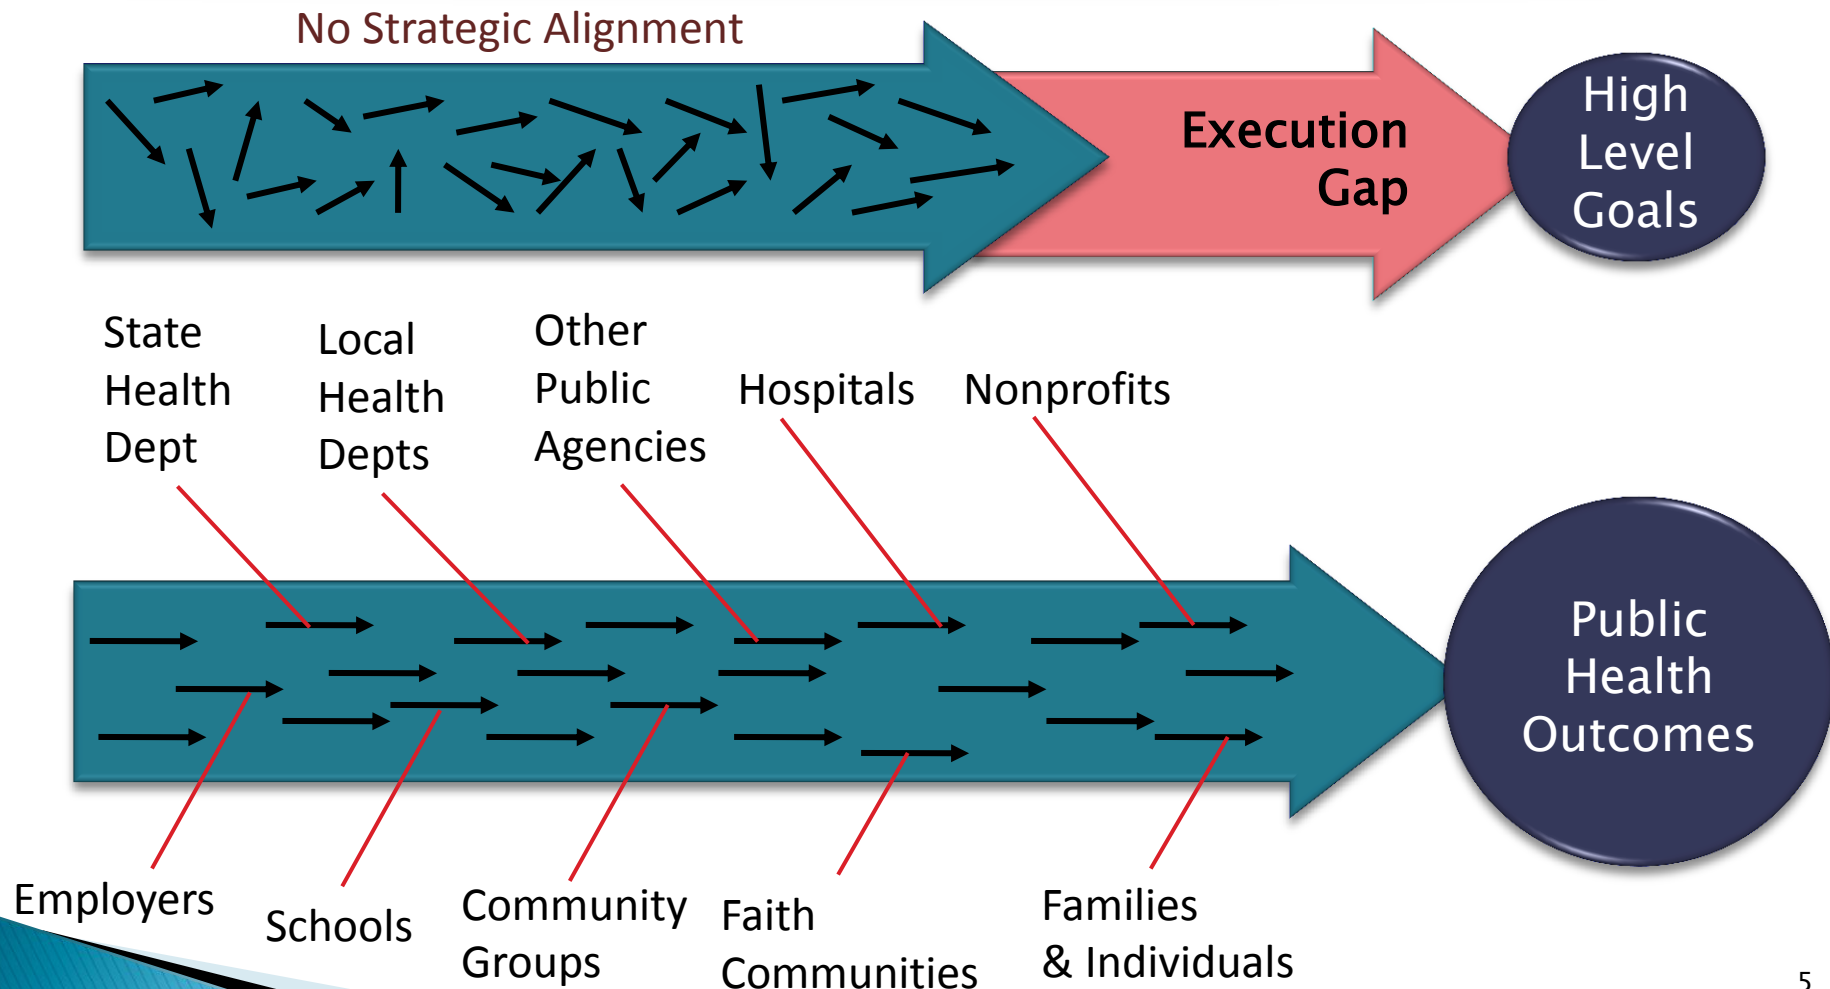 No Strategic Alignment
Execution
Gap
High
Level
Goals
State
Health
Dept
Local
Health
Depts
Other
Public
Agencies
Hospitals
Nonprofits
Public
Health
Outcomes
Employers
Schools
Community
Groups
Faith
Communities
Families
& Individuals
5